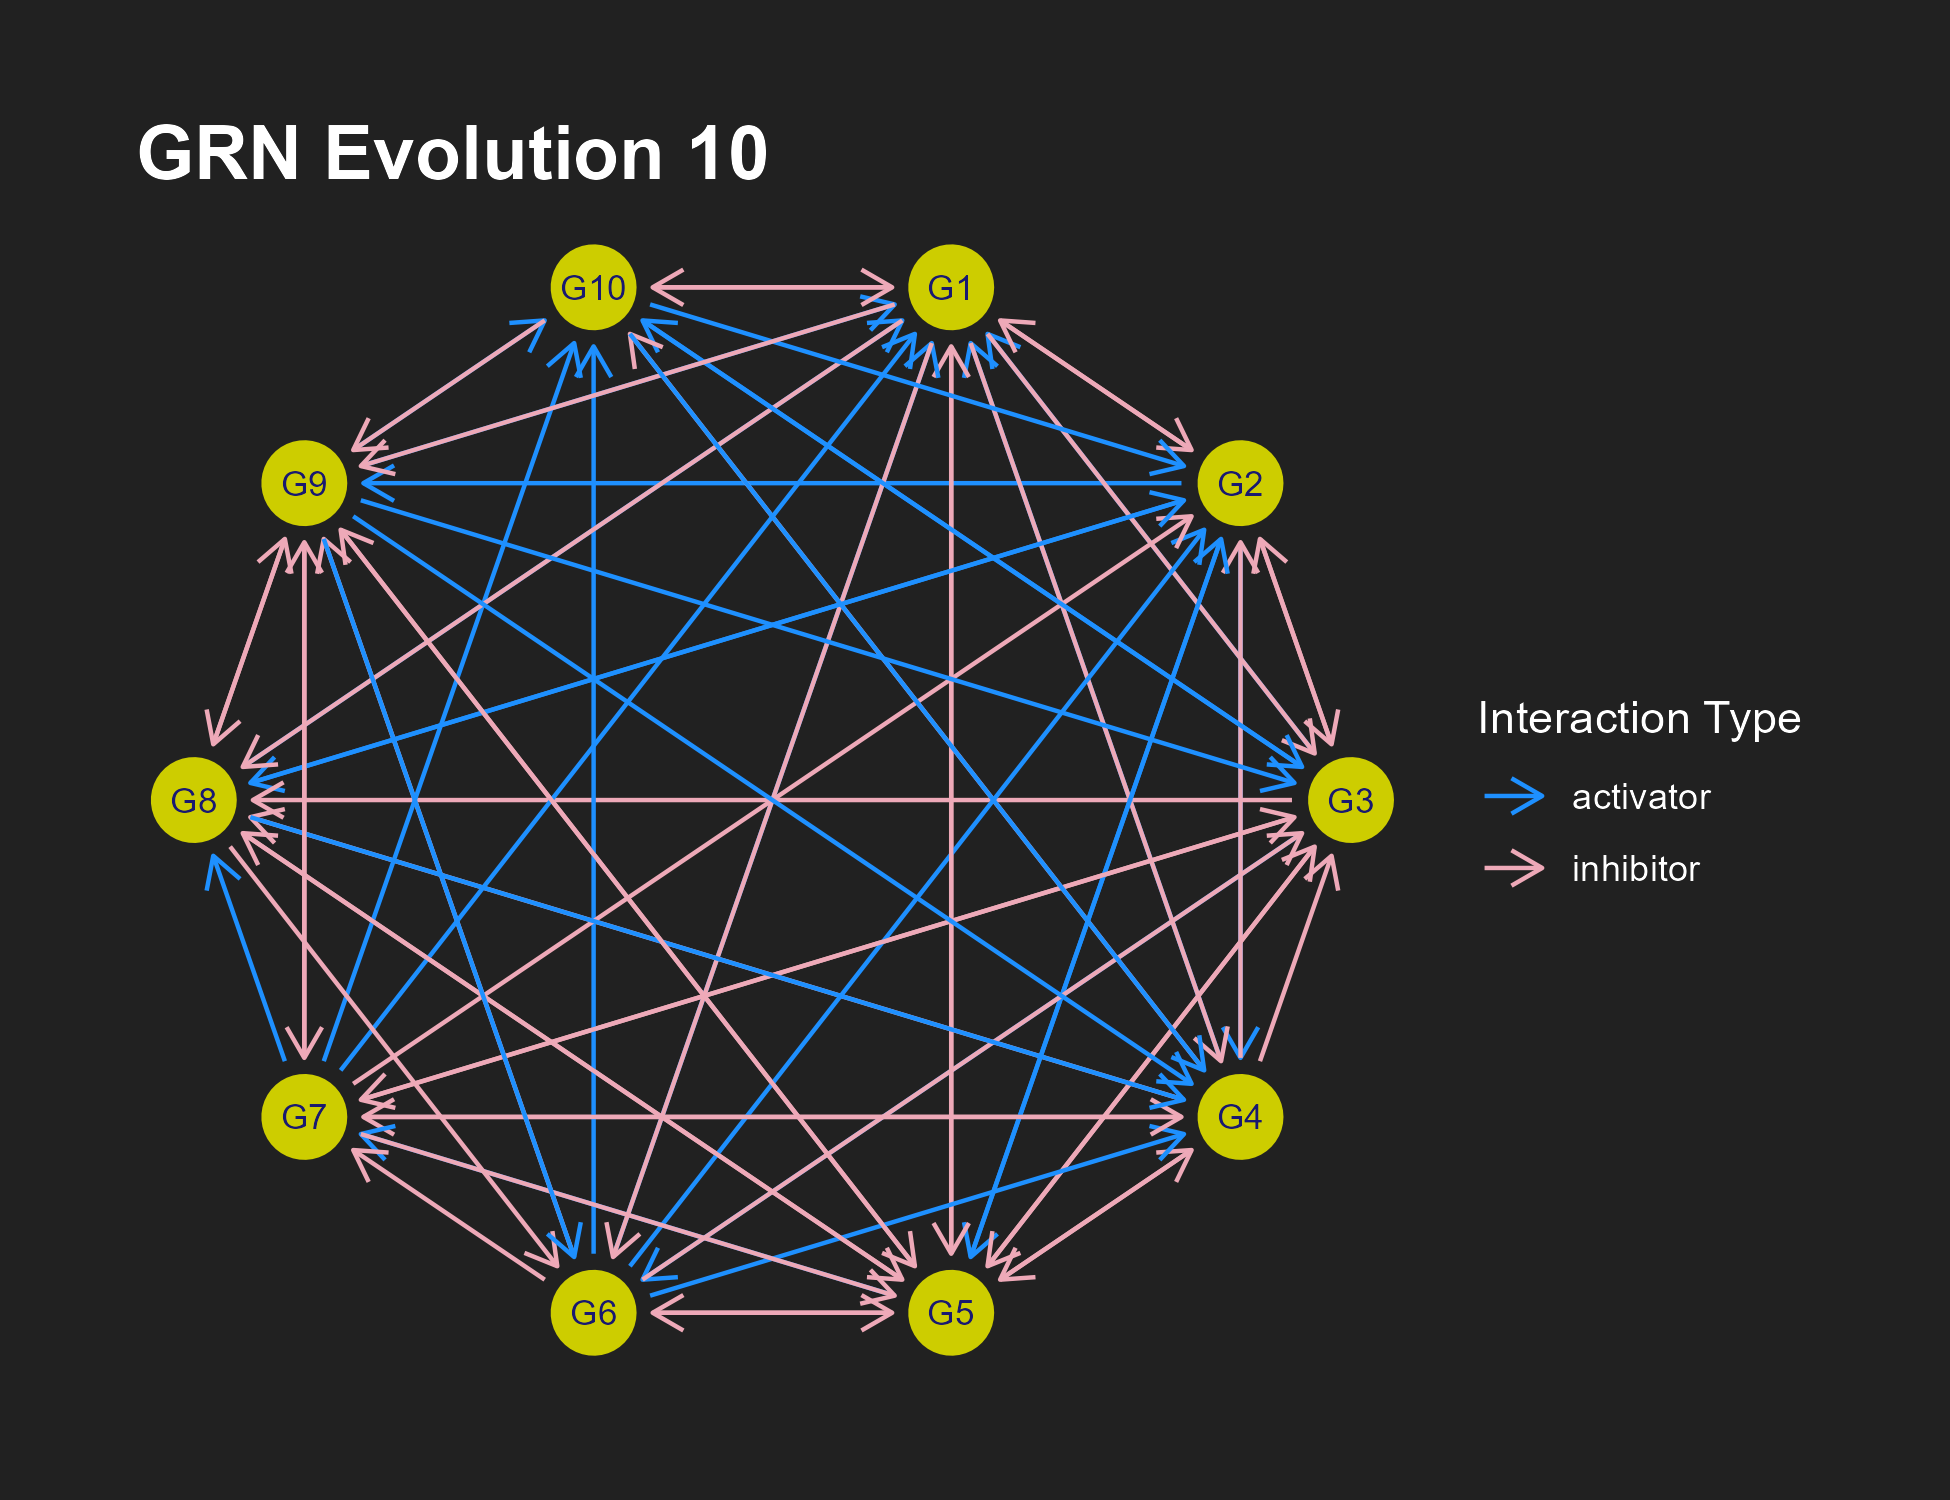 GRN Evolution 10
G10
G1
G9
G2
G8
G3
G7
G4
G6
G5
Interaction Type
activator
inhibitor